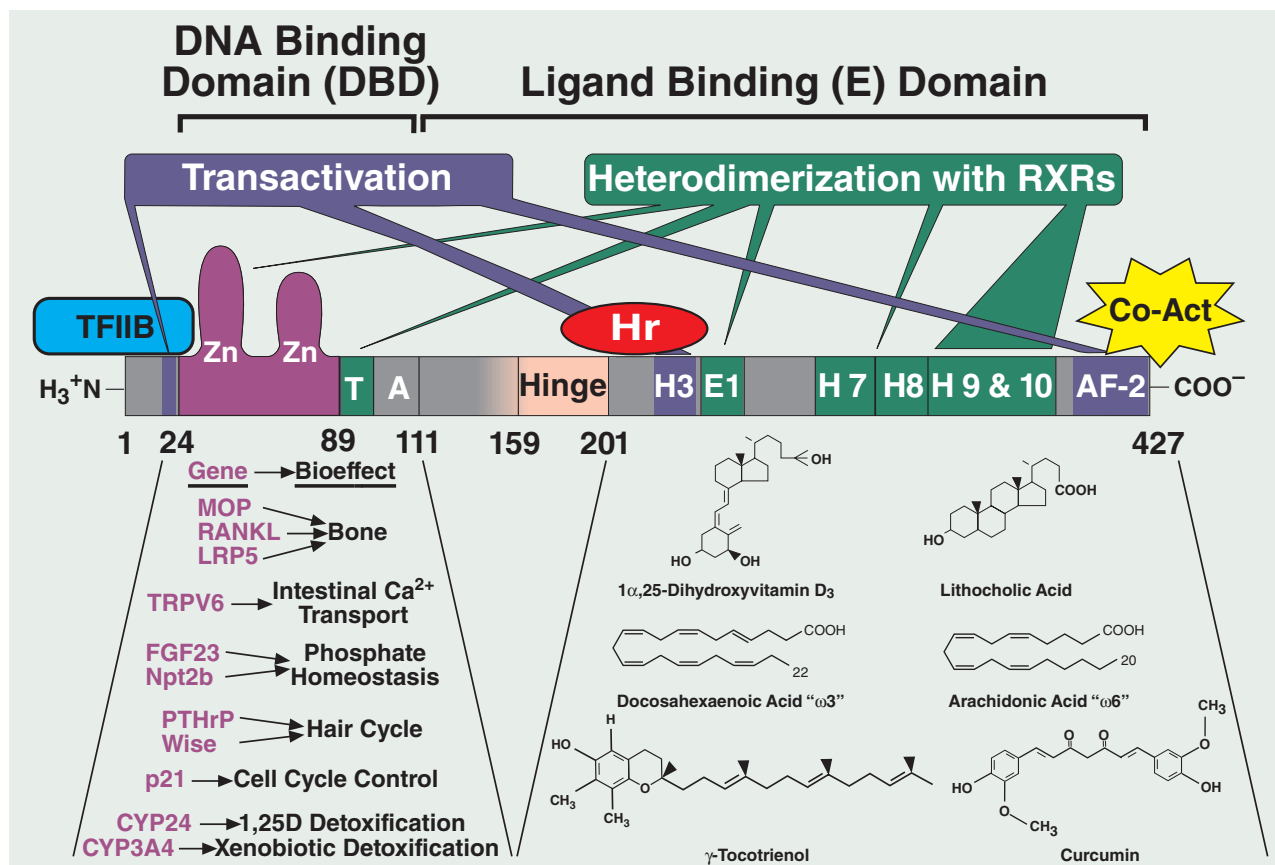 DNA Binding
Domain (DBD)
Ligand Binding (E) Domain
Transactivation
Heterodimerization with RXRs
TFIIB
Zn
Zn
Hr
Co-Act
H₃⁺N
T
A
Hinge
H3
E1
H 7
H8
H 9 & 10
AF-2
COO⁻
1
24
89
111
159
201
427
Gene
Bioeffect
MOP
RANKL
LRP5
Bone
TRPV6
Intestinal Ca²⁺
Transport
FGF23
Npt2b
Phosphate
Homeostasis
PTHrP
Wise
Hair Cycle
p21
Cell Cycle Control
CYP24
1,25D Detoxification
CYP3A4
Xenobiotic Detoxification
OH
HO
OH
1α,25-Dihydroxyvitamin D₃
COOH
HO
Lithocholic Acid
COOH
22
Docosahexaenoic Acid “ω3”
COOH
20
Arachidonic Acid “ω6”
H
HO
O
CH₃
CH₃
γ-Tocotrienol
CH₃
O
O
O
HO
OH
O
CH₃
Curcumin